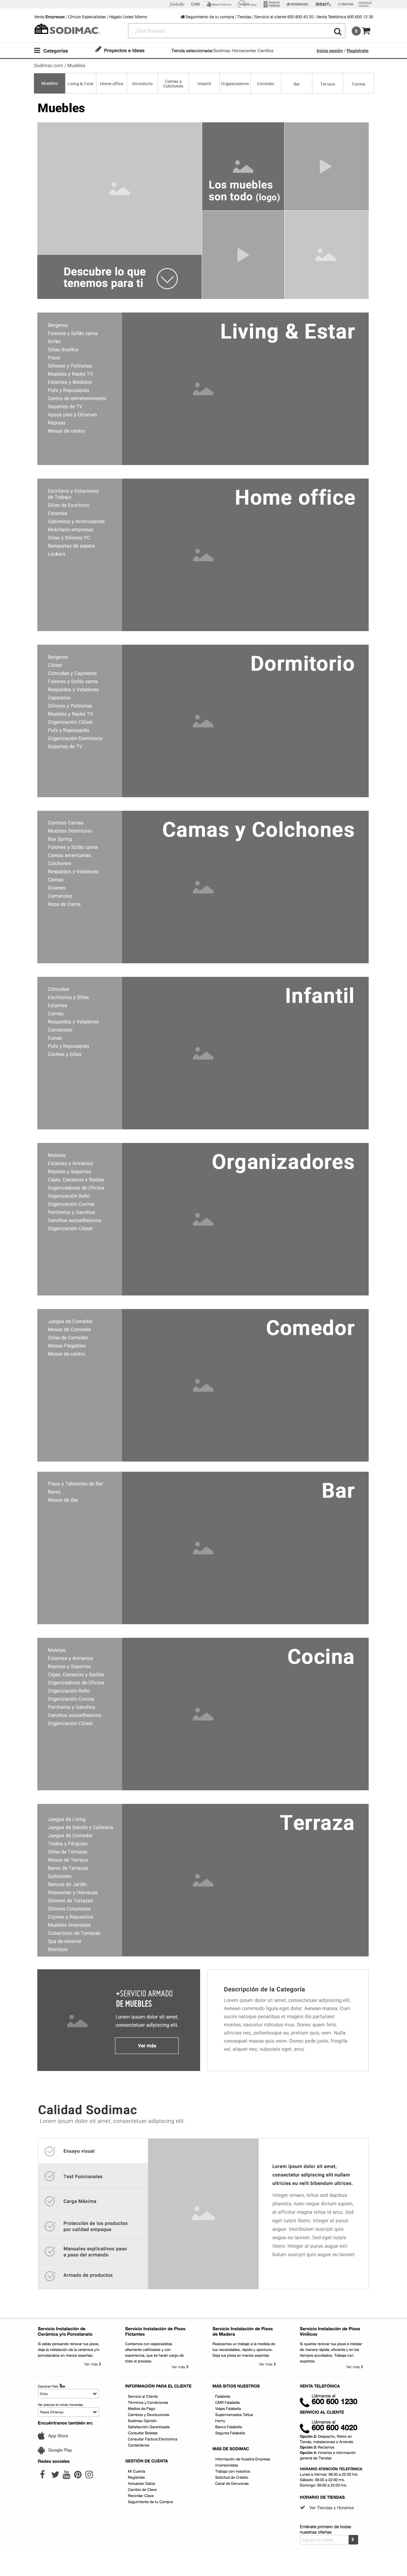 Venta Empresas | Círculo Especialistas | Hágalo Usted Mismo
Seguimiento de tu compra | Tiendas | Servicio al cliente 600 600 40 20 | Venta Telefónica 600 600 12 30
SODIMAC.
¿Qué Buscas?
0
Categorías
Proyectos e Ideas
Tienda seleccionada: Sodimac Homecenter Cerrillos
Inicia sesión / Regístrate
Sodimac.com / Muebles
Muebles
Living & Estar
Home office
Dormitorio
Camas y Colchones
Infantil
Organizadores
Comedor
Bar
Terraza
Cocina
Muebles
Los muebles
son todo (logo)
Descubre lo que
tenemos para ti
Living & Estar
Bergeres
Futones y Sofás cama
Sofás
Sillas diseños
Pisos
Sillones y Poltronas
Muebles y Racks TV
Estantes y Módulos
Pufs y Reposapiés
Centro de entretenimiento
Soportes de TV
Apoya pios y Ottoman
Repisas
Mesas de centro
Home office
Escritorio y Estaciones
de Trabajo
Sillas de Escritorio
Estantes
Gabinetes y Archivadores
Mobiliario empresas
Sillas y Sillones PC
Banquetas de espera
Lockers
Dormitorio
Bergeres
Clóset
Cómodas y Cajoneras
Futones y Sofás cama
Respaldos y Veladores
Zapateros
Sillones y Poltronas
Muebles y Racks TV
Organización Clóset
Pufs y Reposapiés
Organización Dormitorio
Soportes de TV
Camas y Colchones
Combos Camas
Muebles Dormitorio
Box Spring
Futones y Sofás cama
Camas americanas
Colchones
Respaldos y Veladores
Camas
Divanes
Camarotes
Ropa de Cama
Infantil
Cómodas
Escritorios y Sillas
Estantes
Camas
Respaldos y Veladores
Camarotes
Cunas
Pufs y Reposapiés
Coches y Sillas
Organizadores
Maletas
Estantes y Armarios
Repisas y Soportes
Cajas, Canastos y Baúles
Organizadores de Oficina
Organización Baño
Organización Cocina
Percheros y Ganchos
Ganchos autoadhesivos
Organización Clóset
Comedor
Juegos de Comedor
Mesas de Comedor
Sillas de Comedor
Mesas Plegables
Mesas de centro
Bar
Pisos y Taburetes de Bar
Bares
Mesas de Bar
Cocina
Maletas
Estantes y Armarios
Repisas y Soportes
Cajas, Canastos y Baúles
Organizadores de Oficina
Organización Baño
Organización Cocina
Percheros y Ganchos
Ganchos autoadhesivos
Organización Clóset
Terraza
Juegos de Living
Juegos de Balcón y Cafetería
Juegos de Comedor
Toldos y Pérgolas
Sillas de Terrazas
Mesas de Terraza
Bares de Terrazas
Quitasoles
Bancos de Jardín
Reposeras y Hamacas
Sillones de Terrazas
Sillones Columpios
Cojines y Repuestos
Muebles Orientales
Cobertores de Terrazas
Spa de exterior
Biombos
+SERVICIO ARMADO
DE MUEBLES
Lorem ipsum dolor sit amet,
consectetuer adipiscing elit.
Ver más
Descripción de la Categoría
Lorem ipsum dolor sit amet, consectetuer adipiscing elit.
Aenean commodo ligula eget dolor. Aenean massa. Cum
sociis natoque penatibus et magnis dis parturient
montes, nascetur ridiculus mus. Donec quam felis,
ultricies nec, pellentesque eu, pretium quis, sem. Nulla
consequat massa quis enim. Donec pede justo, fringilla
vel, aliquet nec, vulputate eget, arcu.
Calidad Sodimac
Lorem ipsum dolor sit amet, consectetuer adipiscing elit.
Ensayo visual
Test Funcionales
Carga Máxima
Protección de los productos
por calidad empaque
Manuales explicativos paso
a paso del armando
Armado de productos
Lorem ipsum dolor sit amet,
consectetur adipiscing elit nullam
ultricies eu velit bibendum ultrices.
Integer ornare, tellus sed dapibus
pharetra, nunc neque dictum sapien,
at efficitur magna tellus id arcu. Sed
eget turpis libero. Integer at purus
augue. Vestibulum suscipit quis
augue eu laoreet. Sed eget turpis
libero. Integer at purus augue esti
bulum suscipit quis augue eu laoreet.
Servicio Instalación de
Cerámica y/o Porcelanato
Si estás pensando renovar tus pisos,
deja la instalación de la cerámica y/o
porcelanatos en manos expertas.
Ver más
Servicio Instalación de Pisos
Flotantes
Contamos con especialistas
altamente calificados y con
experiencia, que se harán cargo de
todo el proceso.
Ver más
Servicio Instalación de Pisos
de Madera
Realizamos un trabajo a la medida de
tus necesidades, rápido y oportuno.
Deja tus pisos en manos expertas.
Ver más
Servicio Instalación de Pisos
Vinílicos
Si quieres renovar tus pisos e instalar
de manera rápida, eficiente y en los
tiempos acordados. Trabaja con
expertos.
Ver más
Cambiar País
Chile
Ver precios en otras monedas
Pesos Chilenos
Encuéntranos también en:
App Store
Google Play
Redes sociales
INFORMACIÓN PARA EL CLIENTE
Servicio al Cliente
Términos y Condiciones
Medios de Pago
Cambios y Devoluciones
Sodimac Opinión
Satisfacción Garantizada
Consultar Boletas
Consultar Factura Electrónica
Contáctenos
GESTIÓN DE CUENTA
Mi Cuenta
Regístrate
Actualizar Datos
Cambio de Clave
Recordar Clave
Seguimiento de tu Compra
MÁS SITIOS NUESTROS
Falabella
CMR Falabella
Viajes Falabella
Supermercados Tottus
Homy
Banco Falabella
Seguros Falabella
MÁS DE SODIMAC
Información de Nuestra Empresa
Inversionistas
Trabaja con nosotros
Solicitud de Crédito
Canal de Denuncias
VENTA TELEFÓNICA
Llámanos al
600 600 1230
SERVICIO AL CLIENTE
Llámanos al
600 600 4020
Opción 2: Despacho, Retiro en
Tienda, Instalaciones o Armando
Opción 3: Reclamos
Opción 4: Horarios e información
general de Tiendas
HORARIO ATENCIÓN TELEFÓNICA
Lunes a Viernes: 08:30 a 22:00 hrs.
Sábado: 09:00 a 22:00 hrs.
Domingo: 09:00 a 20:00 hrs.
HORARIO DE TIENDAS
Ver Tiendas y Horarios
Entérate primero de todas
nuestras ofertas
Ingresa tu email